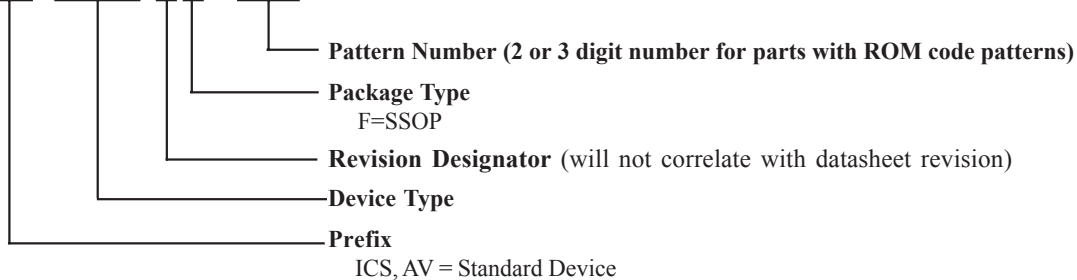 Pattern Number (2 or 3 digit number for parts with ROM code patterns)
Package Type
F=SSOP
Revision Designator (will not correlate with datasheet revision)
Device Type
Prefix
ICS, AV = Standard Device